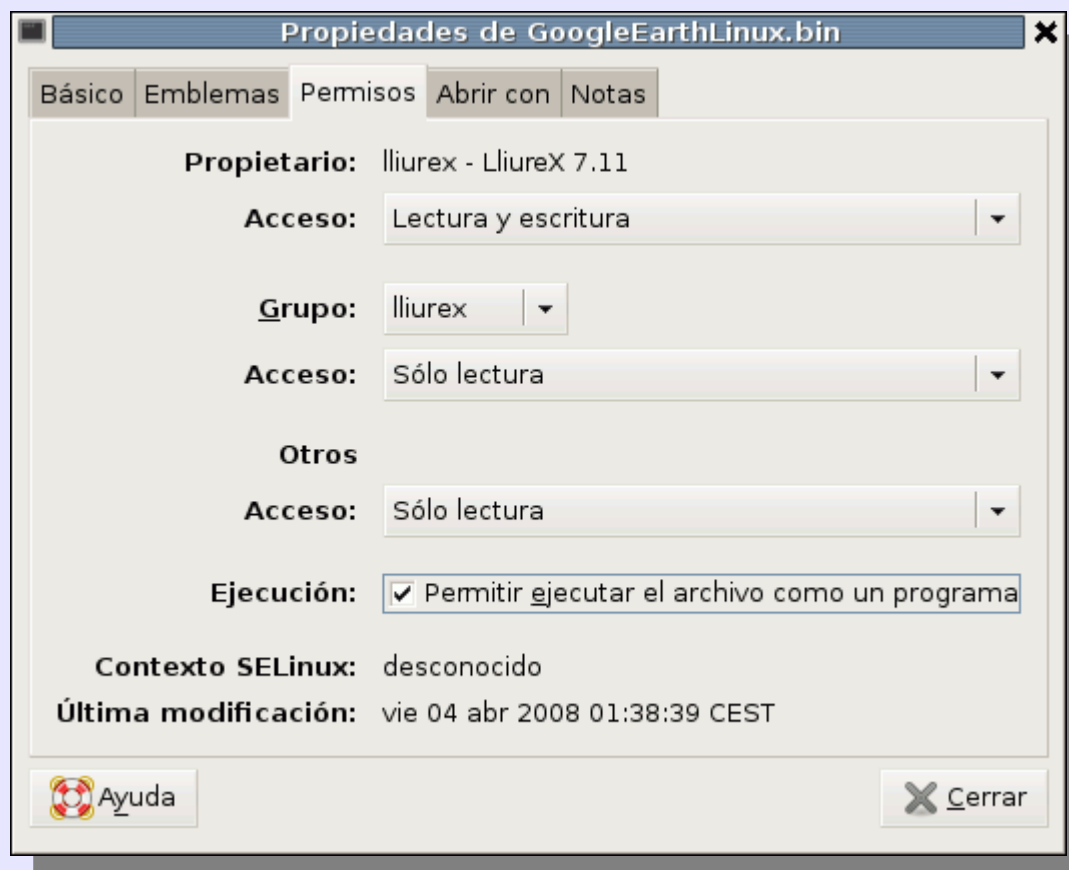 Propiedades de GoogleEarthLinux.bin
Básico Emblemas Permisos Abrir con Notas
Propietario: lliurex - LliureX 7.11
Acceso: Lectura y escritura
Grupo: lliurex
Acceso: Sólo lectura
Otros
Acceso: Sólo lectura
Ejecución: Permitir ejecutar el archivo como un programa
Contexto SELinux: desconocido
Última modificación: vie 04 abr 2008 01:38:39 CEST
Ayuda Cerrar